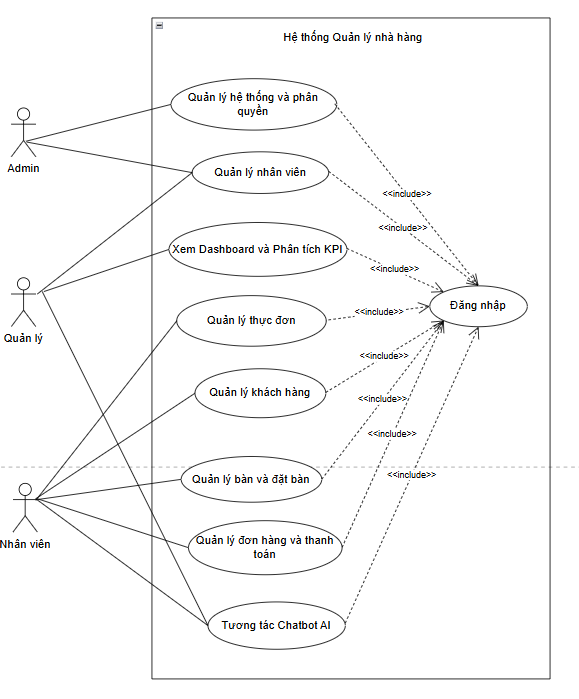 Hệ thống Quản lý nhà hàng
Quản lý hệ thống và phân
quyền
Admin
Quản lý nhân viên
<<include>>
<<include>>
Xem Dashboard và Phân tích KPI
<<include>>
Đăng nhập
Quản lý
Quản lý thực đơn
<<include>>
<<include>>
Quản lý khách hàng
<<include>>
<<include>>
Quản lý bàn và đặt bàn
<<include>>
Nhân viên
Quản lý đơn hàng và thanh
toán
Tương tác Chatbot AI